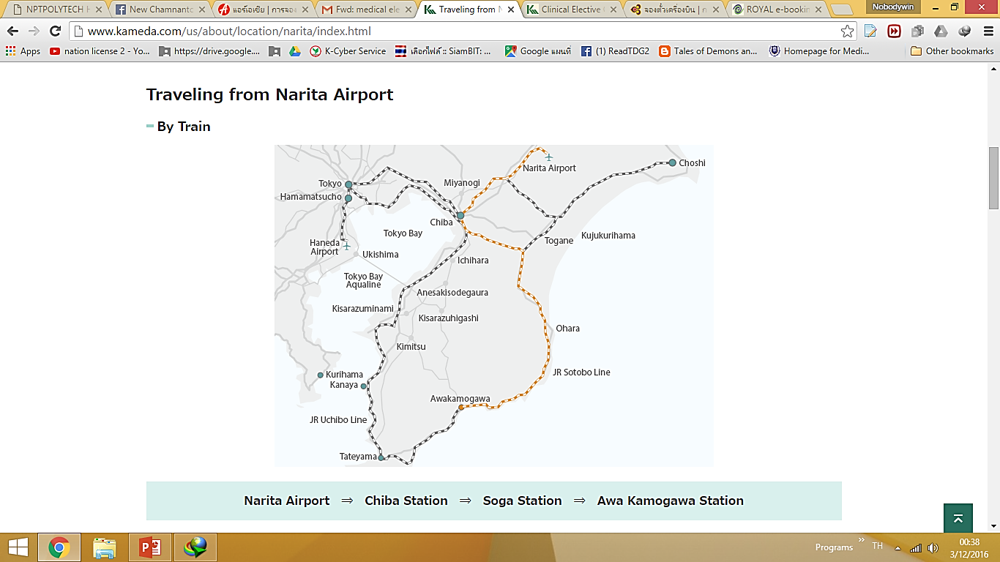 NPTPOLYTECH H
New Chamnanto
แอร์เอเชีย | การจอง
Fwd: medical ele
Traveling from N
Clinical Elective
จองตั๋วเครื่องบิน | ก
ROYAL e-bookin
Nobodywin
www.kameda.com/us/about/location/narita/index.html
Apps
nation license 2 - Yo...
https://drive.google....
K-Cyber Service
เลือกไฟล์ :: SiamBIT: ...
Google แผนที่
(1) ReadTDG2
Tales of Demons an...
Homepage for Medi...
Other bookmarks
Traveling from Narita Airport
By Train
Narita Airport
Choshi
Tokyo
Miyanogi
Hamamatsucho
Chiba
Tokyo Bay
Togane
Kujukurihama
Haneda
Airport
Ukishima
Ichihara
Tokyo Bay
Aqualine
Anesakisodegaura
Kisarazuminami
Kisarazuhigashi
Ohara
Kimitsu
JR Sotobo Line
Kurihama
Kanaya
Awakamogawa
JR Uchibo Line
Tateyama
Narita Airport ⇒ Chiba Station ⇒ Soga Station ⇒ Awa Kamogawa Station
Programs
TH
00:38
3/12/2016